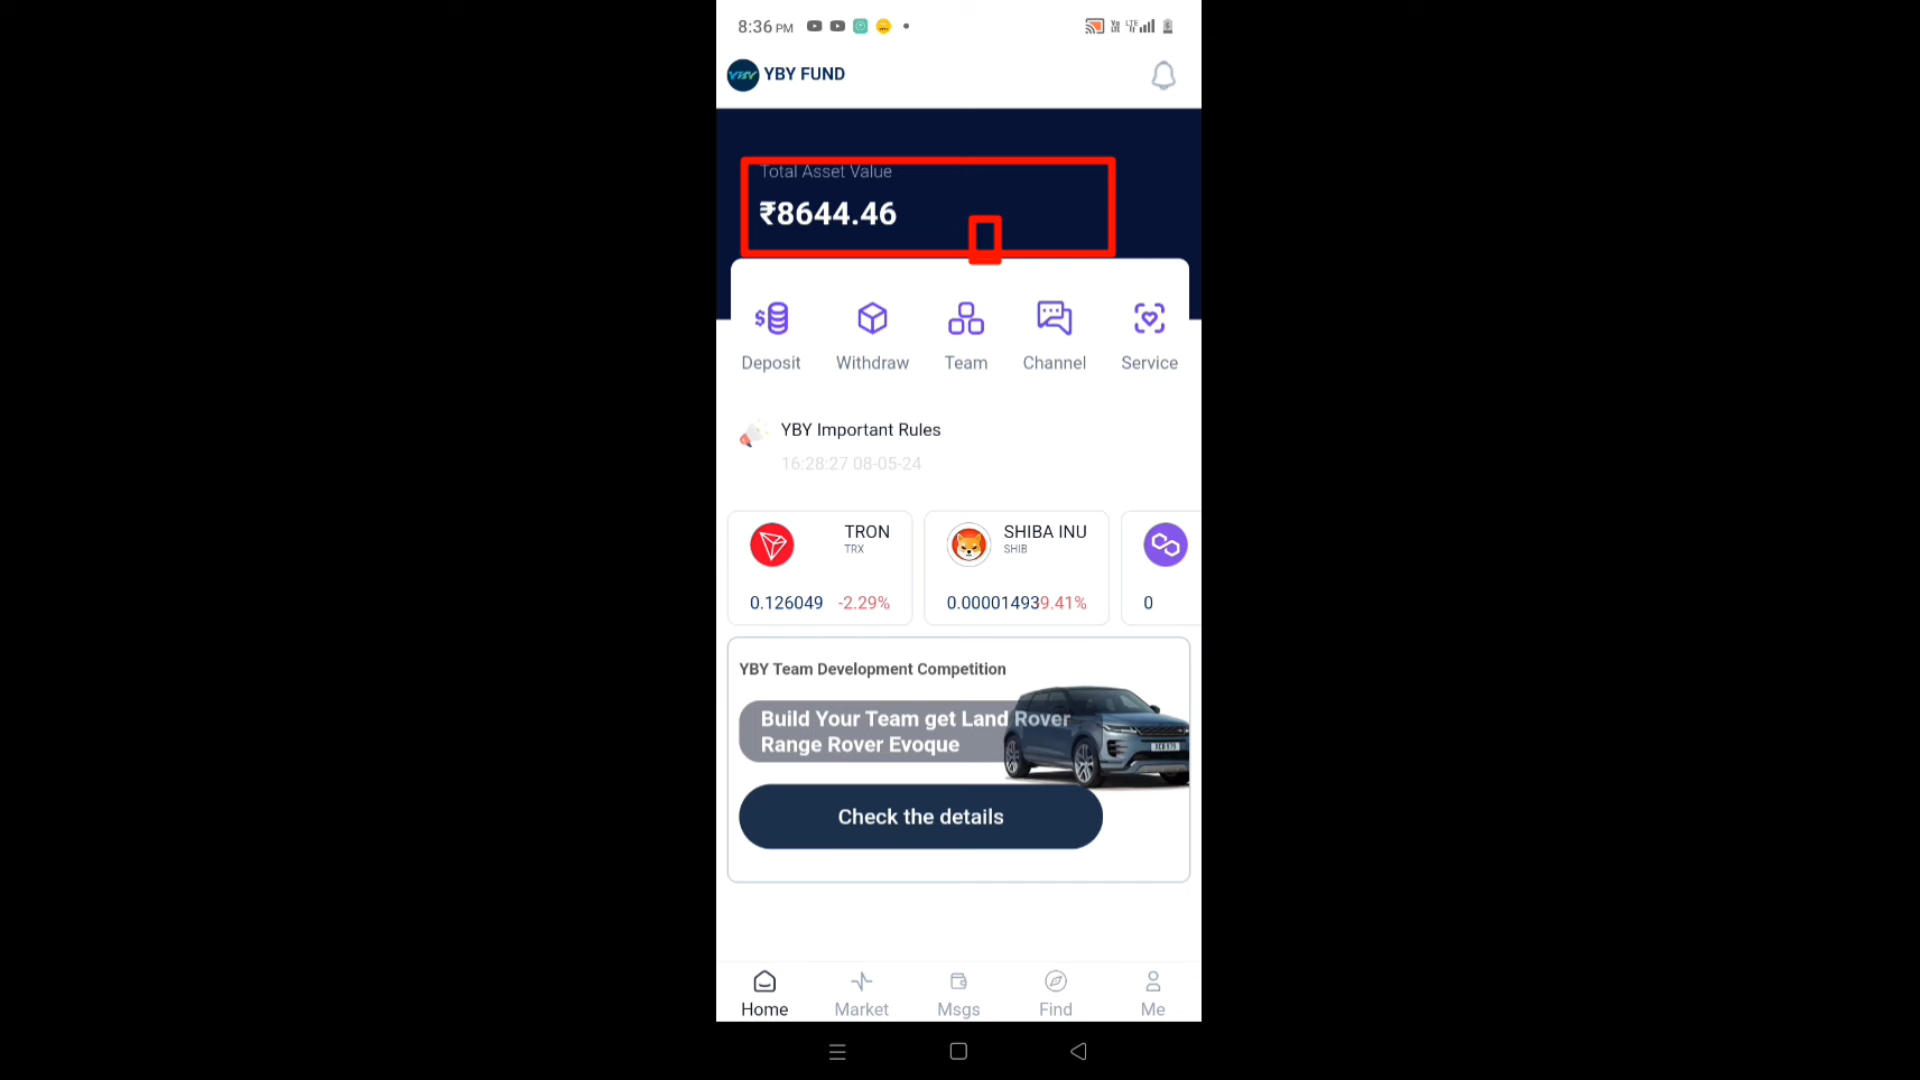 8:36 PM
YBY YBY FUND
Total Asset Value
₹8644.46
Deposit Withdraw Team Channel Service
YBY Important Rules
16:28:27 08-05-24
TRON
TRX
0.126049 -2.29%
SHIBA INU
SHIB
0.000014939.41%
0
YBY Team Development Competition
Build Your Team get Land Rover
Range Rover Evoque
Check the details
Home Market Msgs Find Me